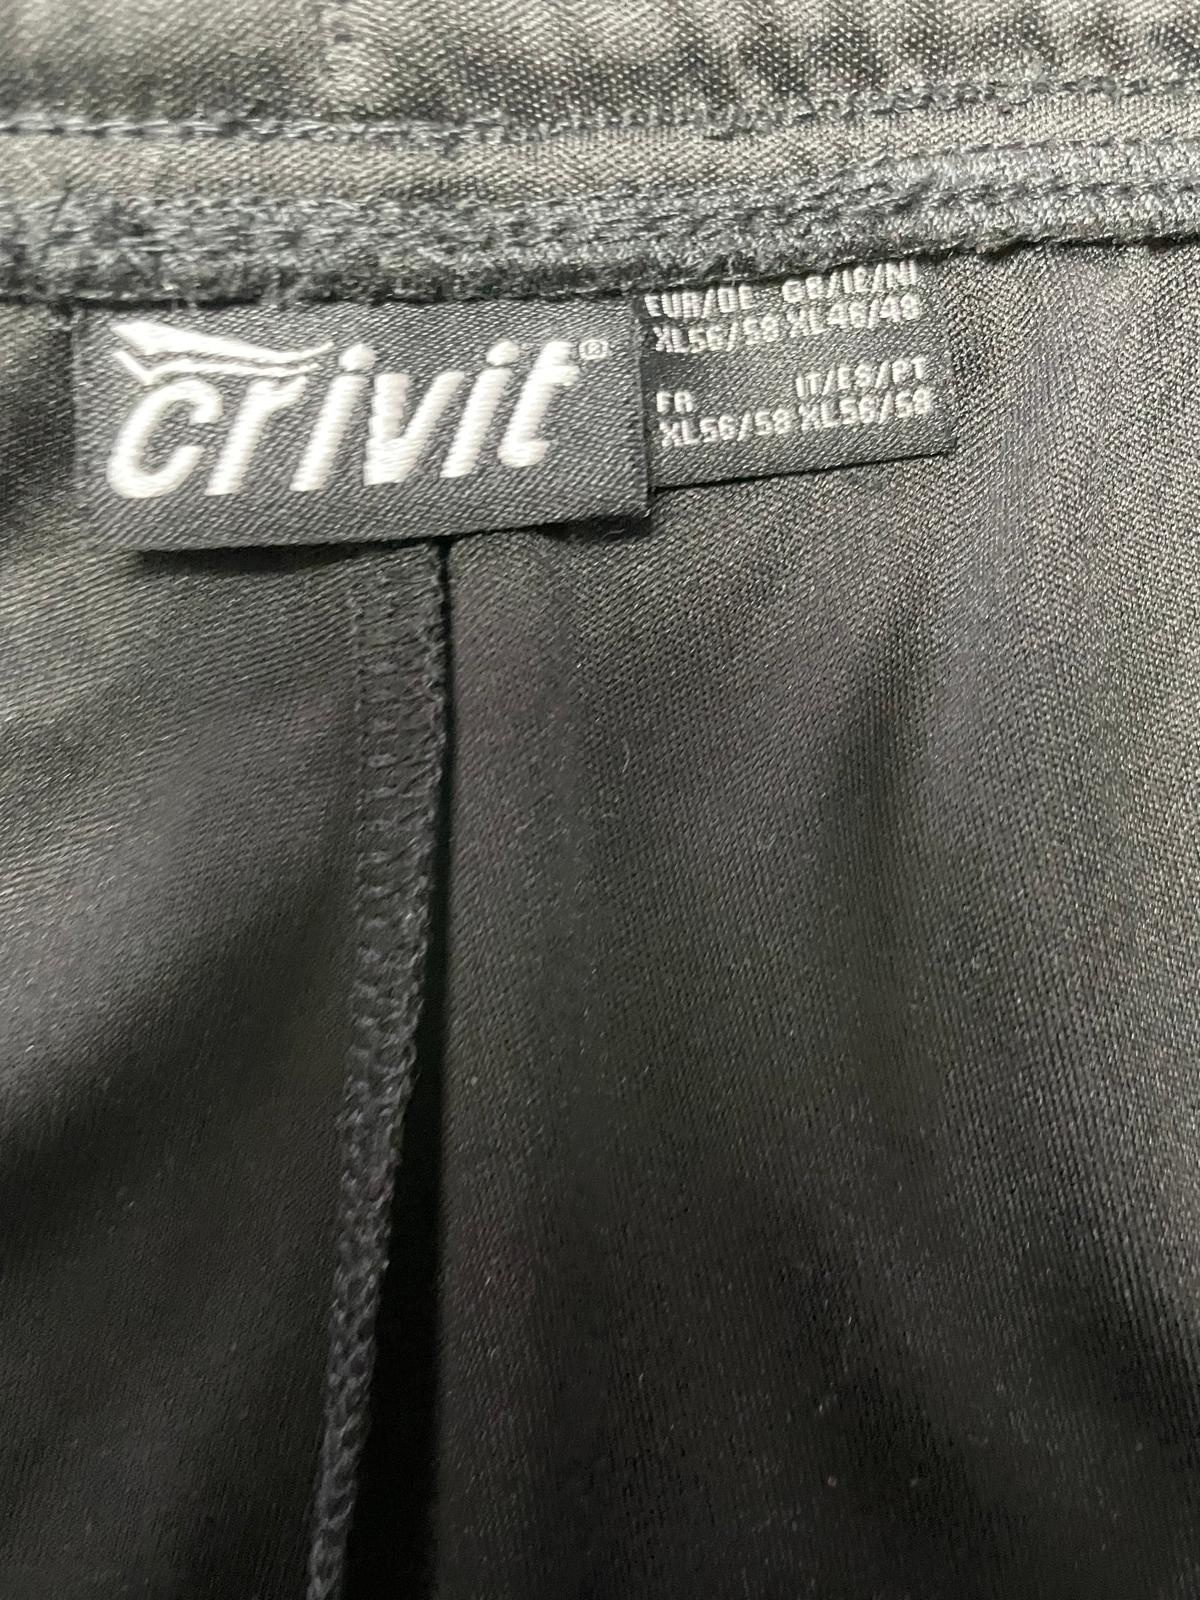 crivit®
EUR/DE GB/IE/NI
XL56/58 XL46/48
FR IT/ES/PT
XL56/58 XL56/58